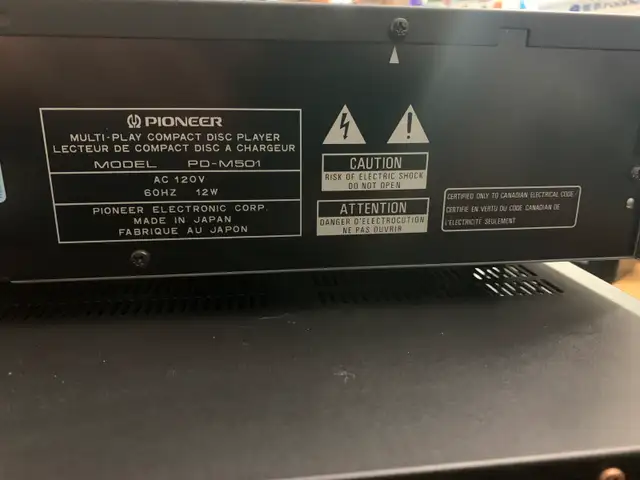 PIONEER
MULTI-PLAY COMPACT DISC PLAYER
LECTEUR DE COMPACT DISC A CHARGEUR
MODEL PD-M501
AC 120V
60HZ 12W
PIONEER ELECTRONIC CORP.
MADE IN JAPAN
FABRIQUE AU JAPON
CAUTION
RISK OF ELECTRIC SHOCK
DO NOT OPEN
ATTENTION
DANGER D'ELECTROCUTION
NE PAS OUVRIR
CERTIFIED ONLY TO CANADIAN ELECTRICAL CODE
CERTIFIE EN VERTU DU CODE CANADIEN DE
L'ELECTRICITE SEULEMENT